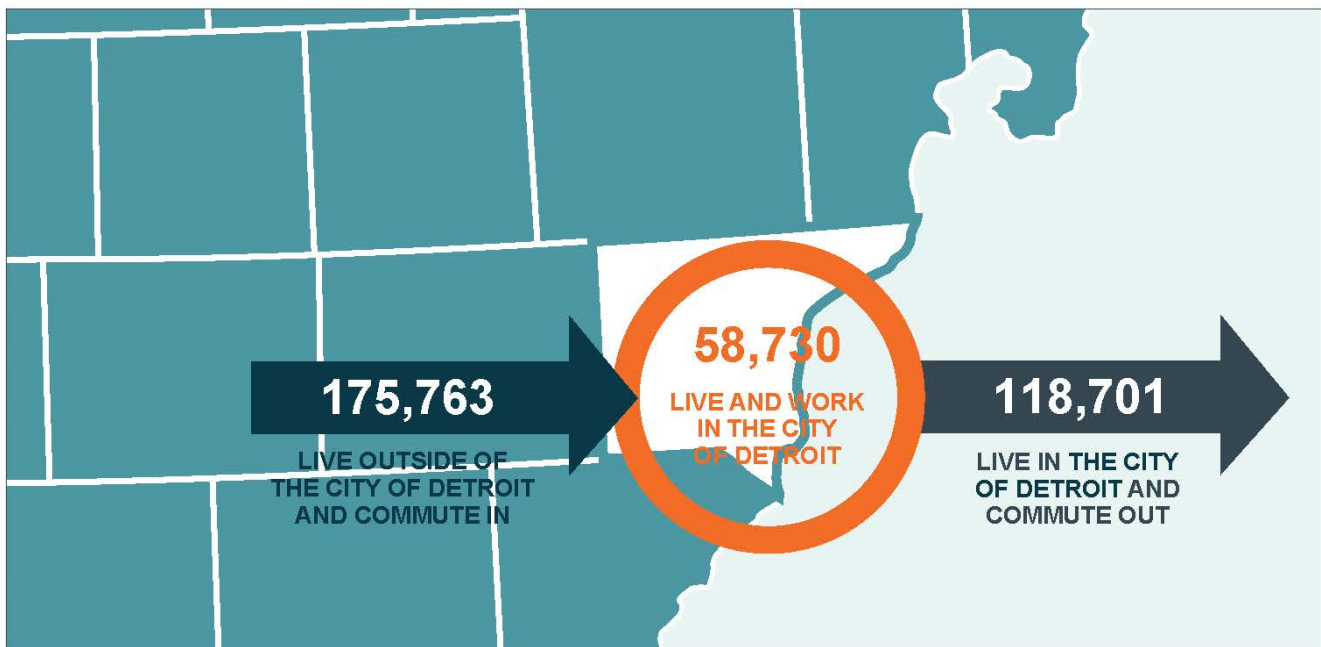 175,763
LIVE OUTSIDE OF
THE CITY OF DETROIT
AND COMMUTE IN
58,730
LIVE AND WORK
IN THE CITY
OF DETROIT
118,701
LIVE IN THE CITY
OF DETROIT AND
COMMUTE OUT